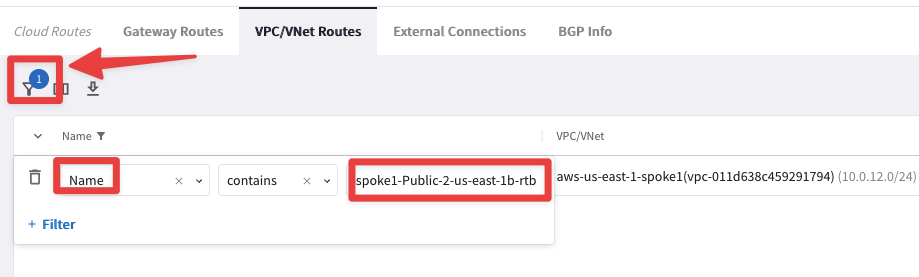 Cloud Routes Gateway Routes VPC/VNet Routes External Connections BGP Info
1
Name VPC/VNet
Name contains spoke1-Public-2-us-east-1b-rtb aws-us-east-1-spoke1(vpc-011d638c459291794) (10.0.12.0/24)
+ Filter